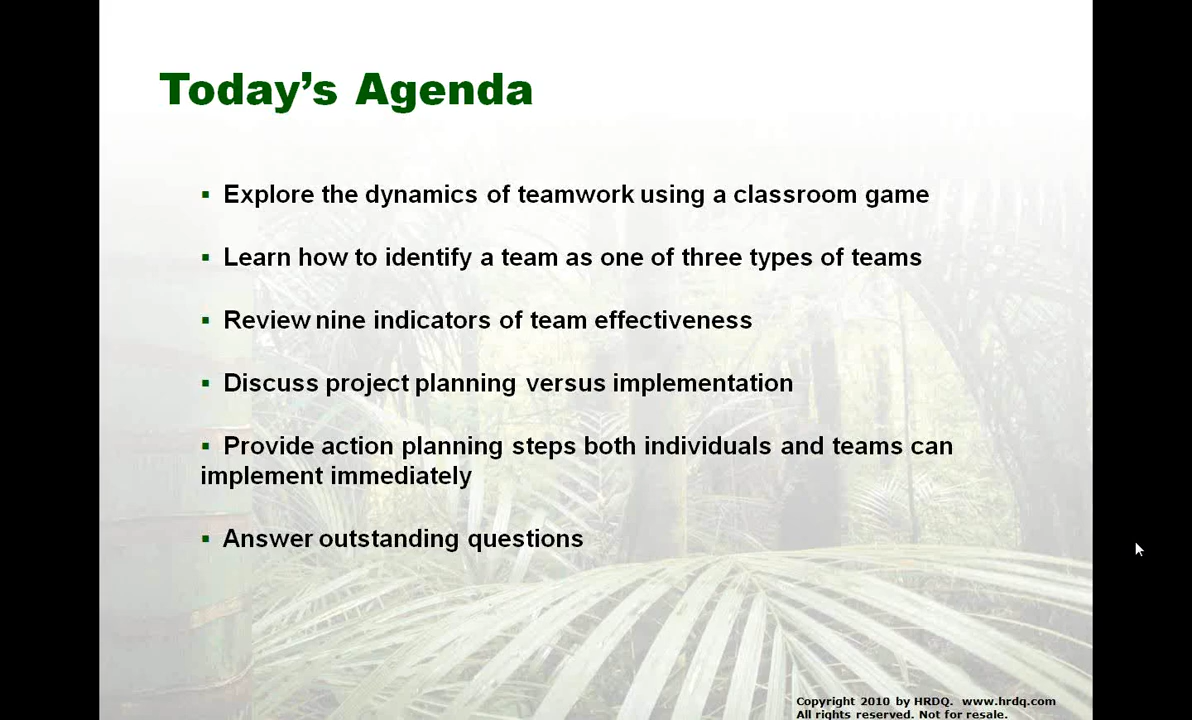 Today's Agenda
▪ Explore the dynamics of teamwork using a classroom game
▪ Learn how to identify a team as one of three types of teams
▪ Review nine indicators of team effectiveness
▪ Discuss project planning versus implementation
▪ Provide action planning steps both individuals and teams can
implement immediately
▪ Answer outstanding questions
Copyright 2010 by HRDQ. www.hrdq.com
All rights reserved. Not for resale.